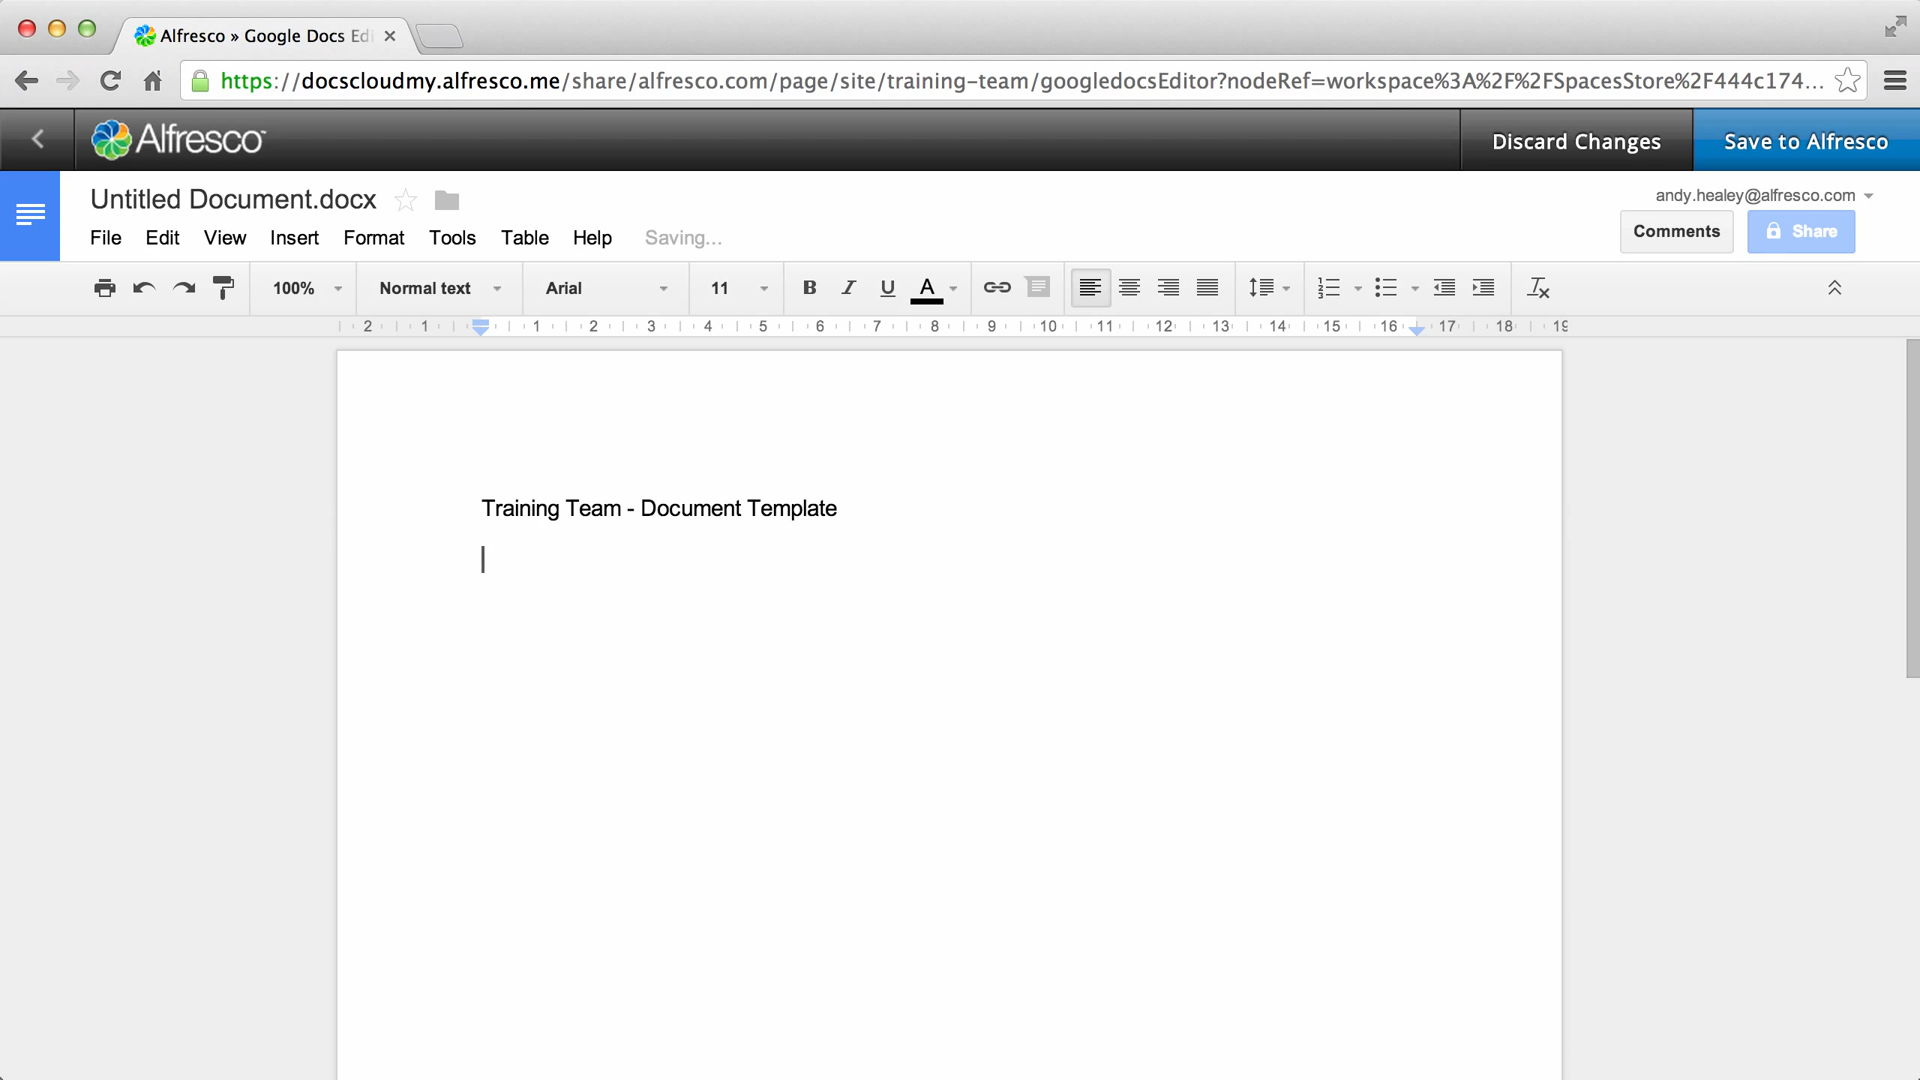 Alfresco » Google Docs Edi
https://docscloudmy.alfresco.me/share/alfresco.com/page/site/training-team/googledocsEditor?nodeRef=workspace%3A%2F%2FSpacesStore%2F444c174...
Alfresco
Discard Changes
Save to Alfresco
Untitled Document.docx
andy.healey@alfresco.com
File Edit View Insert Format Tools Table Help Saving...
Comments
Share
100% Normal text Arial 11 B I U A
2 1 1 2 3 4 5 6 7 8 9 10 11 12 13 14 15 16 17 18 19
Training Team - Document Template